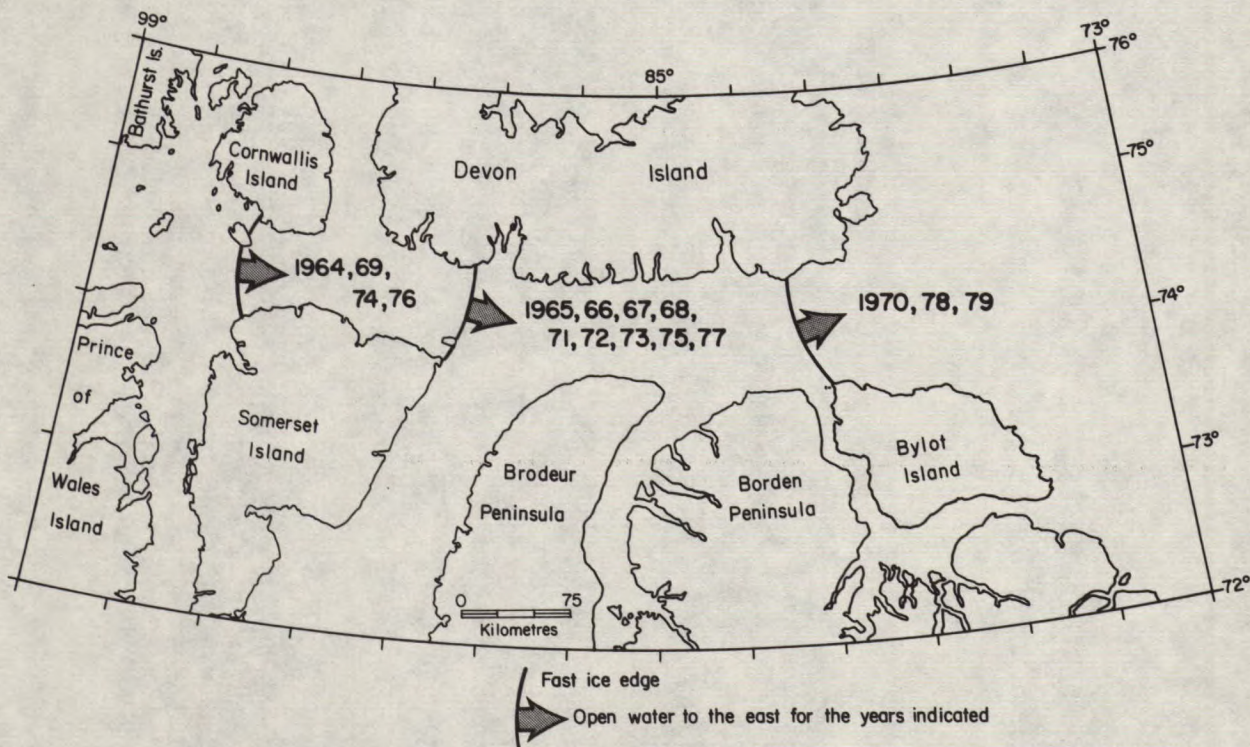 99°
85°
73°
76°
Bathurst Is.
75°
Cornwallis
Island
Devon Island
1964,69,
74,76
1965,66,67,68,
71,72,73,75,77
1970,78,79
74°
Prince
of
Wales
Island
Somerset
Island
Brodeur
Peninsula
Borden
Peninsula
Bylot
Island
73°
0 75
Kilometres
72°
Fast ice edge
Open water to the east for the years indicated